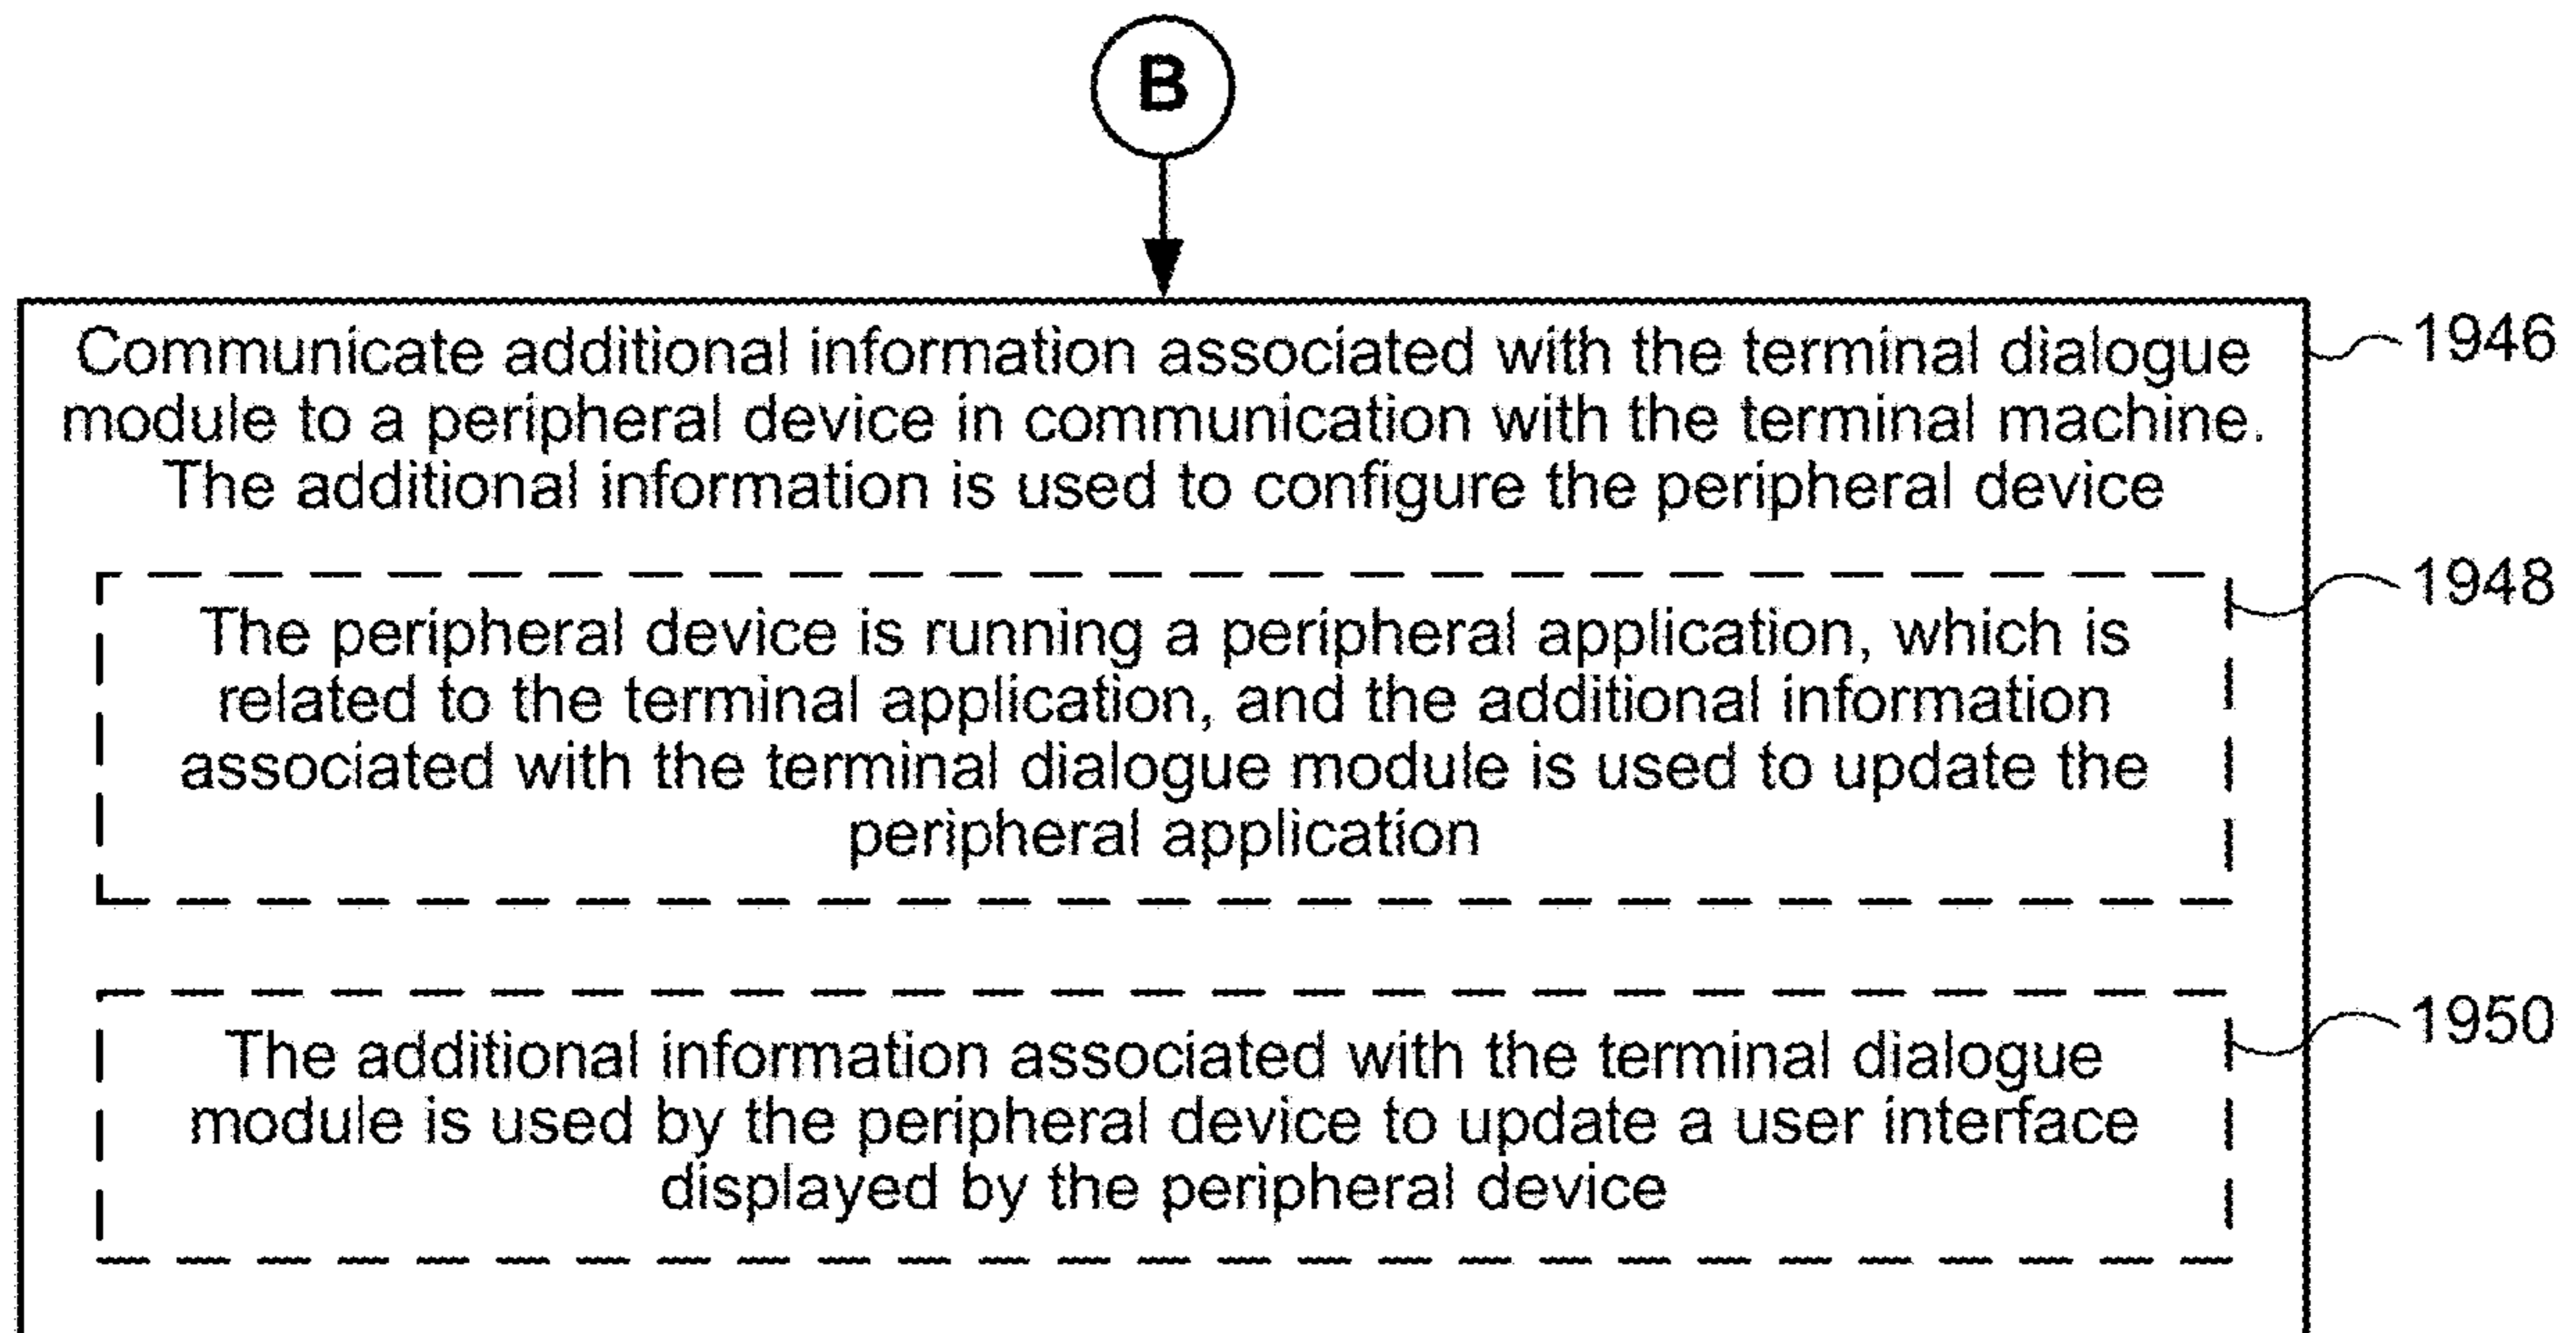 B
Communicate additional information associated with the terminal dialogue
module to a peripheral device in communication with the terminal machine.
The additional information is used to configure the peripheral device
1946
The peripheral device is running a peripheral application, which is
related to the terminal application, and the additional information
associated with the terminal dialogue module is used to update the
peripheral application
1948
The additional information associated with the terminal dialogue
module is used by the peripheral device to update a user interface
displayed by the peripheral device
1950